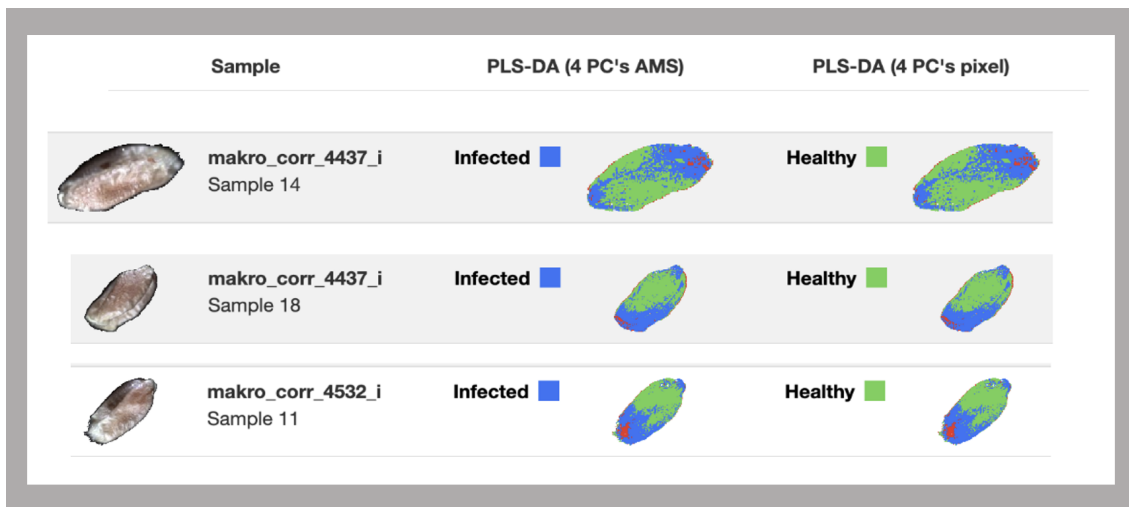 Sample PLS-DA (4 PC's AMS) PLS-DA (4 PC's pixel)
makro_corr_4437_i Infected Healthy
Sample 14
makro_corr_4437_i Infected Healthy
Sample 18
makro_corr_4532_i Infected Healthy
Sample 11